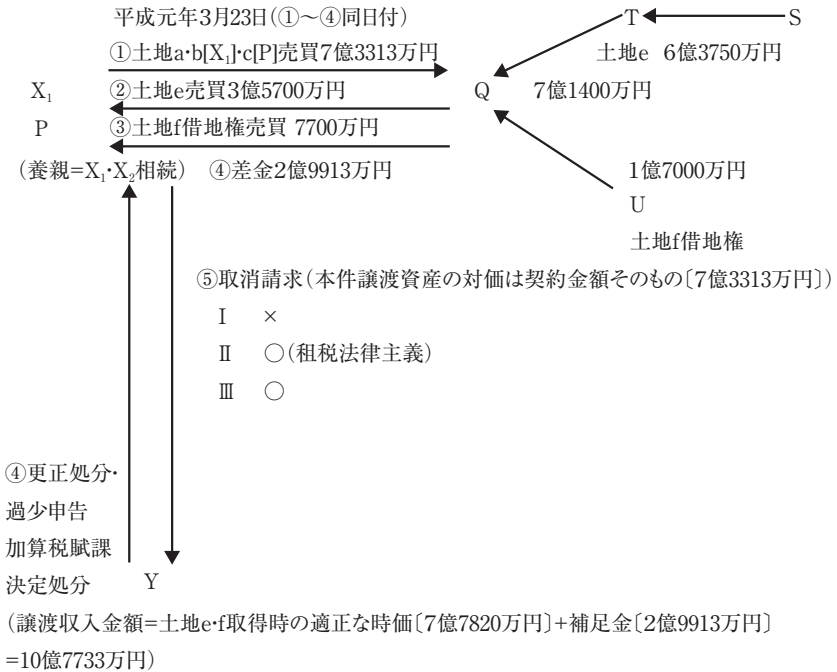 平成元年3月23日(①~④同日付)
T S
①土地a・b[X₁]・c[P]売買7億3313万円
土地e 6億3750万円
X₁ ②土地e売買3億5700万円 Q 7億1400万円
P ③土地f借地権売買 7700万円
(養親=X₁・X₂相続) ④差金2億9913万円 1億7000万円
U
土地f借地権
⑤取消請求(本件譲渡資産の対価は契約金額そのもの〔7億3313万円〕)
Ⅰ ×
Ⅱ ○(租税法律主義)
Ⅲ ○
④更正処分・
過少申告
加算税賦課
決定処分 Y
(譲渡収入金額=土地e・f取得時の適正な時価〔7億7820万円〕+補足金〔2億9913万円〕
=10億7733万円)